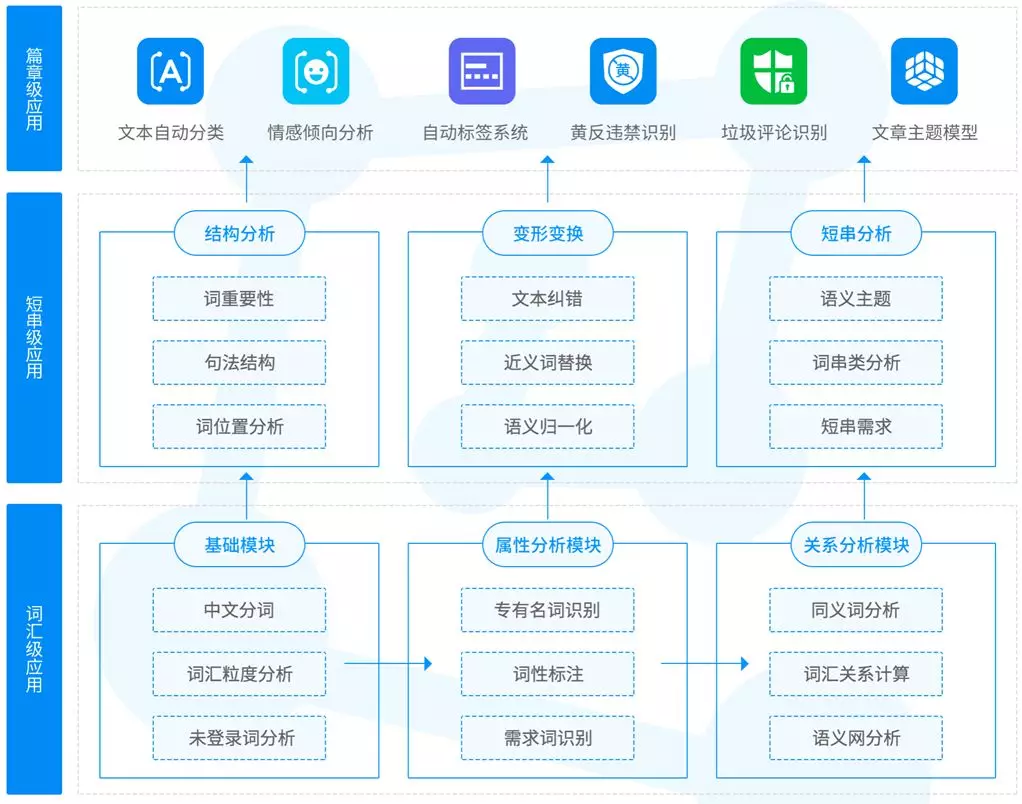 篇章级应用
A
黄
文本自动分类
情感倾向分析
自动标签系统
黄反违禁识别
垃圾评论识别
文章主题模型
短串级应用
结构分析
词重要性
句法结构
词位置分析
变形变换
文本纠错
近义词替换
语义归一化
短串分析
语义主题
词串类分析
短串需求
词汇级应用
基础模块
中文分词
词汇粒度分析
未登录词分析
属性分析模块
专有名词识别
词性标注
需求词识别
关系分析模块
同义词分析
词汇关系计算
语义网分析